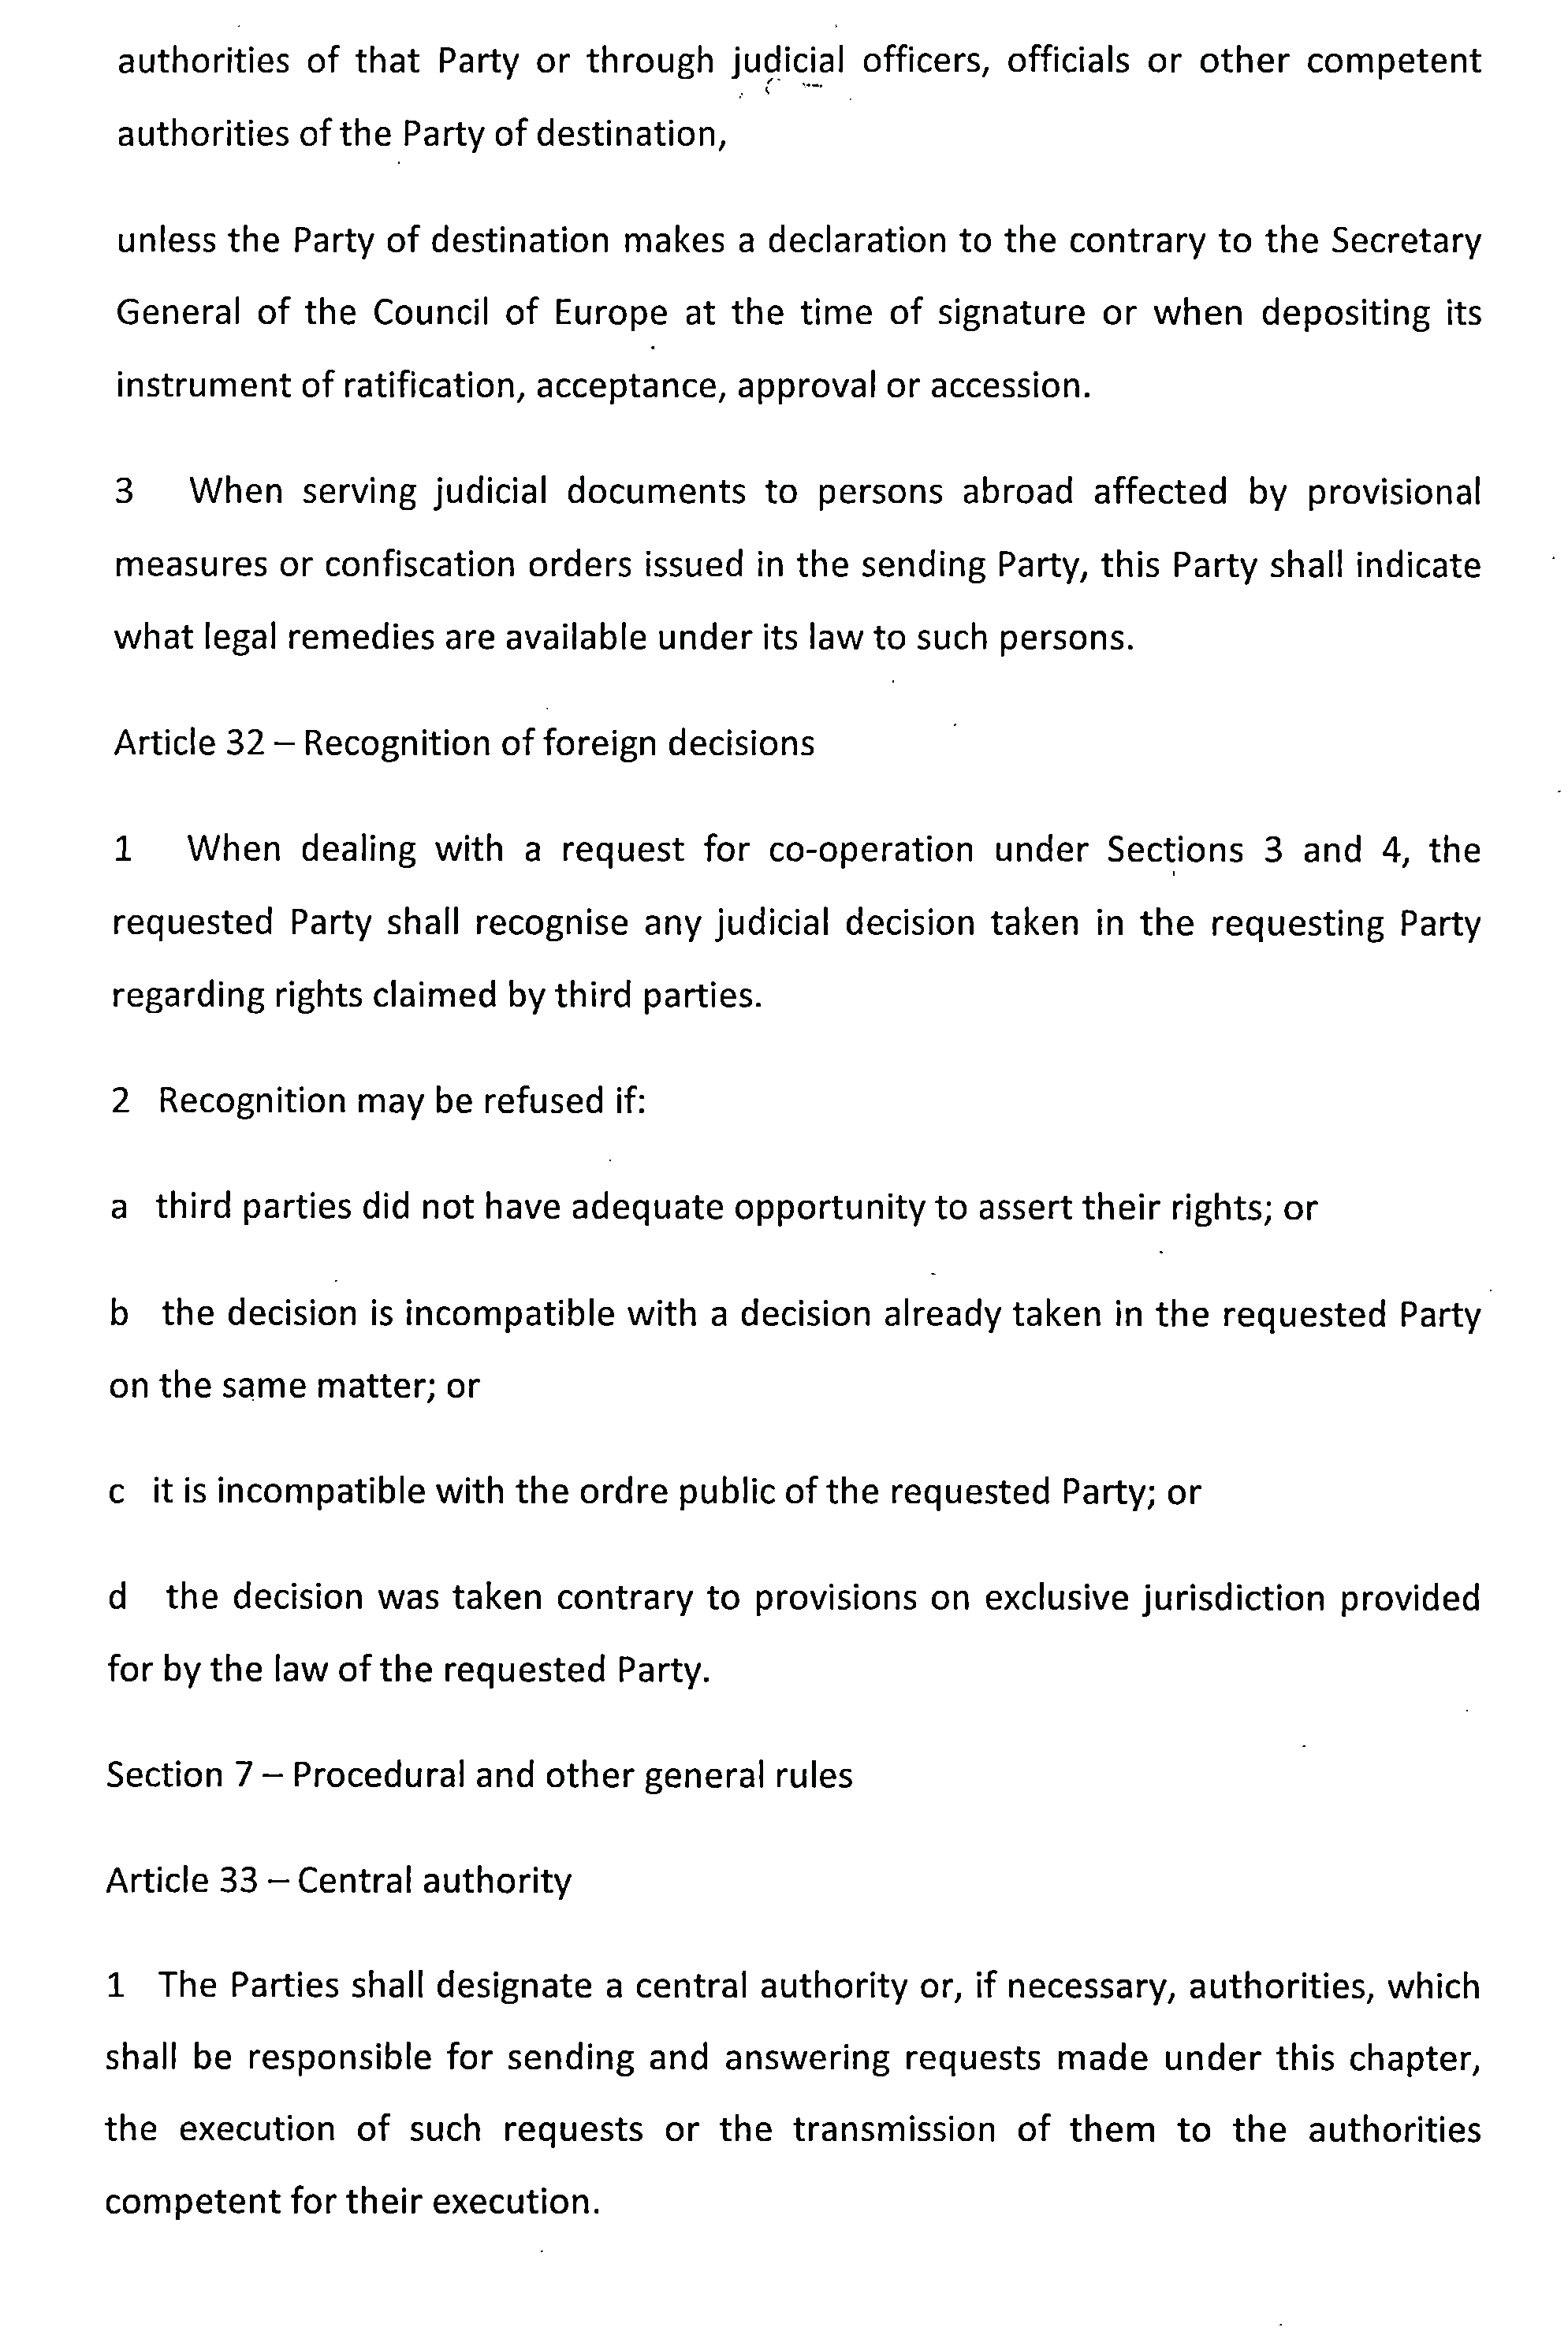 authorities of that Party or through judicial officers, officials or other competent
authorities of the Party of destination,
unless the Party of destination makes a declaration to the contrary to the Secretary
General of the Council of Europe at the time of signature or when depositing its
instrument of ratification, acceptance, approval or accession.
3 When serving judicial documents to persons abroad affected by provisional
measures or confiscation orders issued in the sending Party, this Party shall indicate
what legal remedies are available under its law to such persons.
Article 32 – Recognition of foreign decisions
1 When dealing with a request for co-operation under Sections 3 and 4, the
requested Party shall recognise any judicial decision taken in the requesting Party
regarding rights claimed by third parties.
2 Recognition may be refused if:
a third parties did not have adequate opportunity to assert their rights; or
b the decision is incompatible with a decision already taken in the requested Party
on the same matter; or
c it is incompatible with the ordre public of the requested Party; or
d the decision was taken contrary to provisions on exclusive jurisdiction provided
for by the law of the requested Party.
Section 7 – Procedural and other general rules
Article 33 – Central authority
1 The Parties shall designate a central authority or, if necessary, authorities, which
shall be responsible for sending and answering requests made under this chapter,
the execution of such requests or the transmission of them to the authorities
competent for their execution.